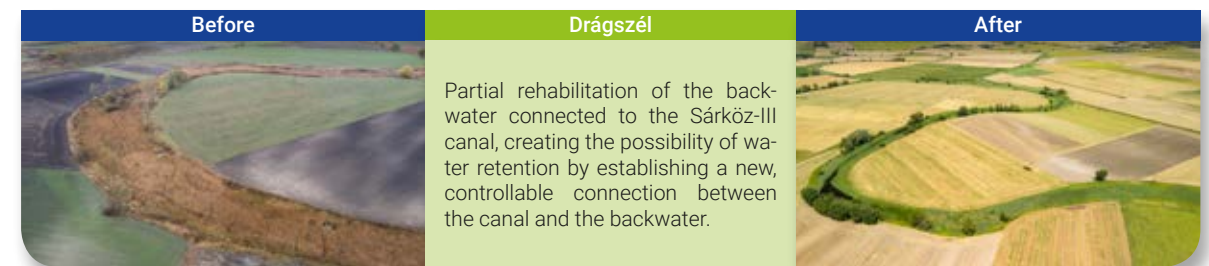 Before
Drágszél
After
Partial rehabilitation of the back-
water connected to the Sárköz-III
canal, creating the possibility of wa-
ter retention by establishing a new,
controllable connection between
the canal and the backwater.